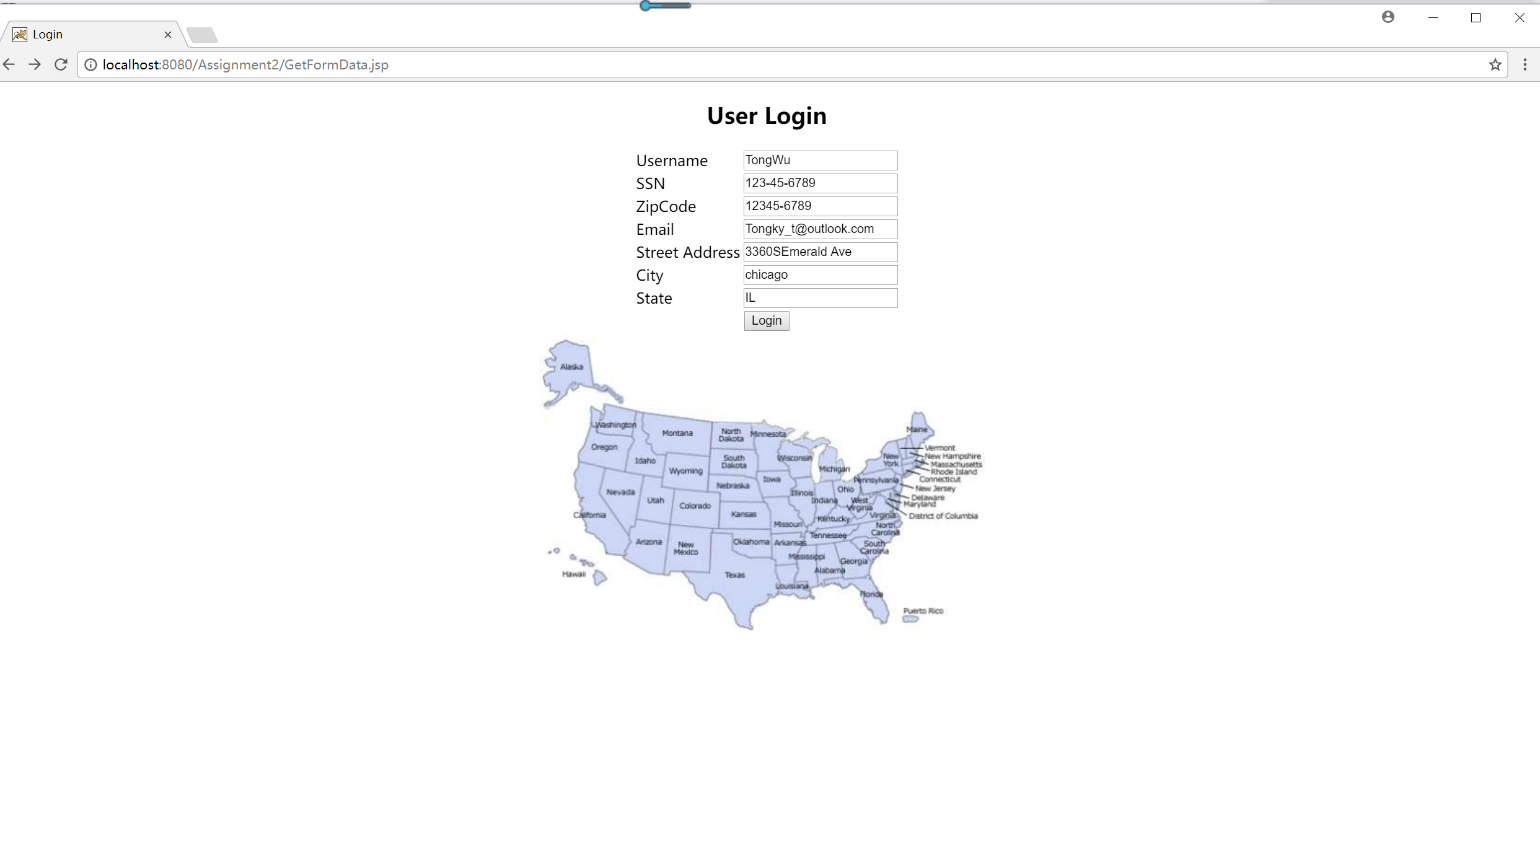 Login
localhost:8080/Assignment2/GetFormData.jsp
User Login
Username TongWu
SSN 123-45-6789
ZipCode 12345-6789
Email Tongky_t@outlook.com
Street Address 3360SEmerald Ave
City chicago
State IL
Login
Alaska
Washington
Montana
North Dakota
Minnesota
Maine
Oregon
Idaho
South Dakota
Wisconsin
Michigan
New York
Vermont
New Hampshire
Massachusetts
Rhode Island
Connecticut
Wyoming
Nebraska
Iowa
Pennsylvania
New Jersey
Nevada
Utah
Colorado
Illinois
Indiana
Ohio
West Virginia
Delaware
Maryland
District of Columbia
California
Kansas
Missouri
Kentucky
Virginia
North Carolina
Arizona
New Mexico
Oklahoma
Arkansas
Tennessee
South Carolina
Mississippi
Georgia
Alabama
Hawaii
Texas
Louisiana
Florida
Puerto Rico